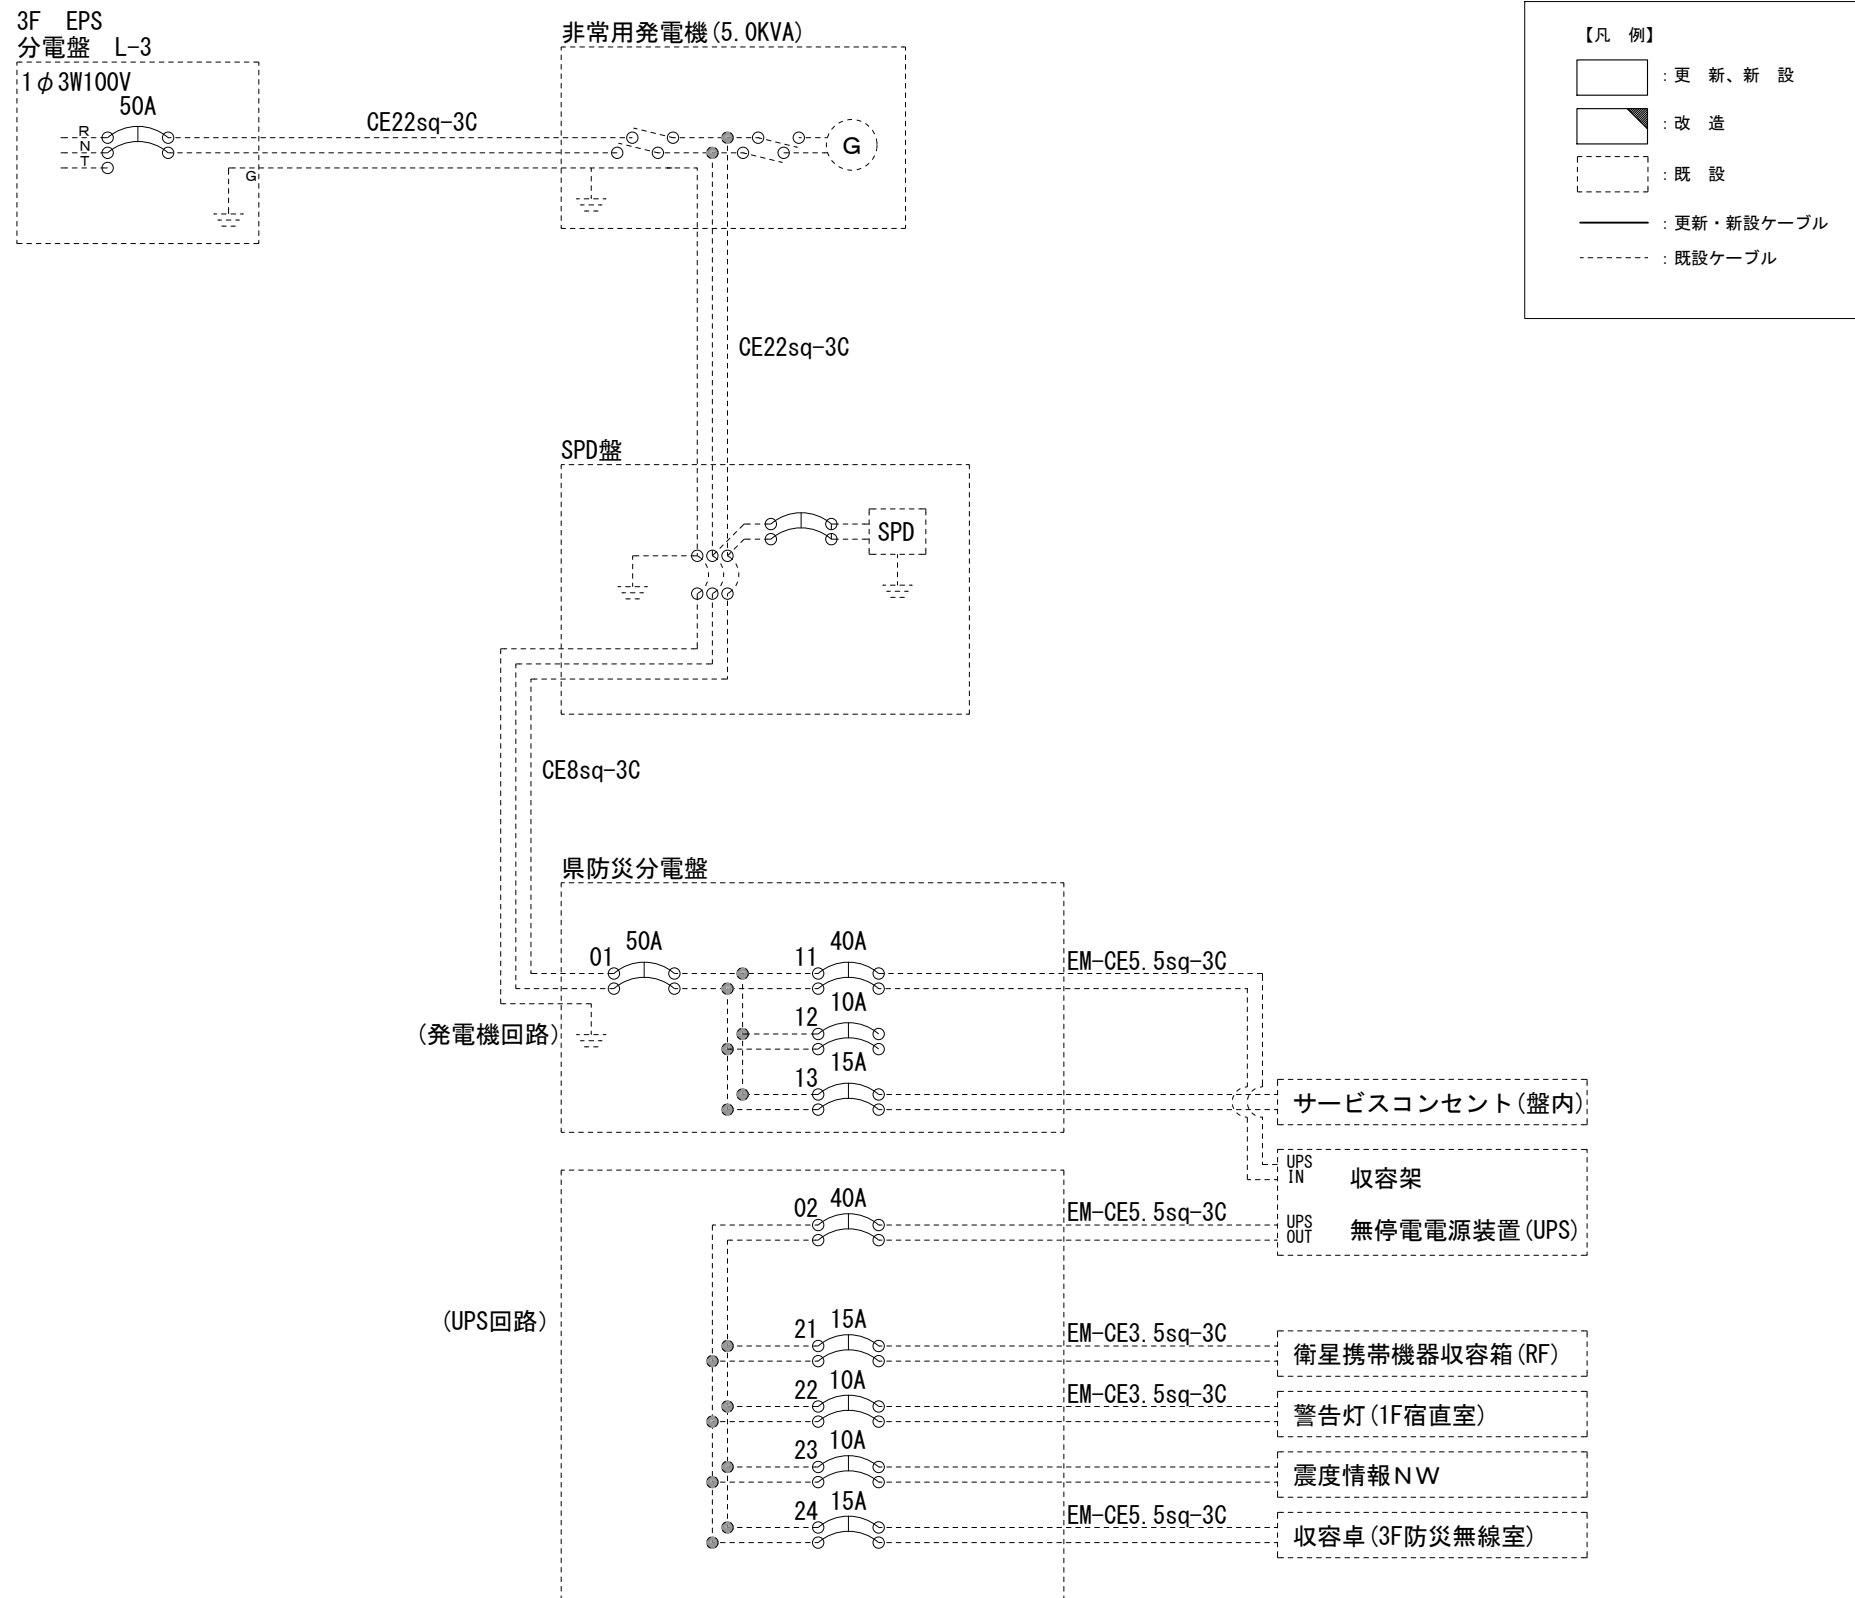 3F EPS
分電盤 L-3
1φ3W100V
50A
R
N
T
G
CE22sq-3C
非常用発電機(5.0KVA)
G
【凡 例】
：更 新、新 設
：改 造
：既 設
：更新・新設ケーブル
：既設ケーブル
CE22sq-3C
SPD盤
SPD
CE8sq-3C
県防災分電盤
01 50A
11 40A
EM-CE5.5sq-3C
12 10A
(発電機回路)
13 15A
サービスコンセント(盤内)
UPS
IN
収容架
02 40A
EM-CE5.5sq-3C
UPS
OUT
無停電電源装置(UPS)
(UPS回路)
21 15A
EM-CE3.5sq-3C
衛星携帯機器収容箱(RF)
22 10A
EM-CE3.5sq-3C
警告灯(1F宿直室)
23 10A
震度情報ＮＷ
24 15A
EM-CE5.5sq-3C
収容卓(3F防災無線室)